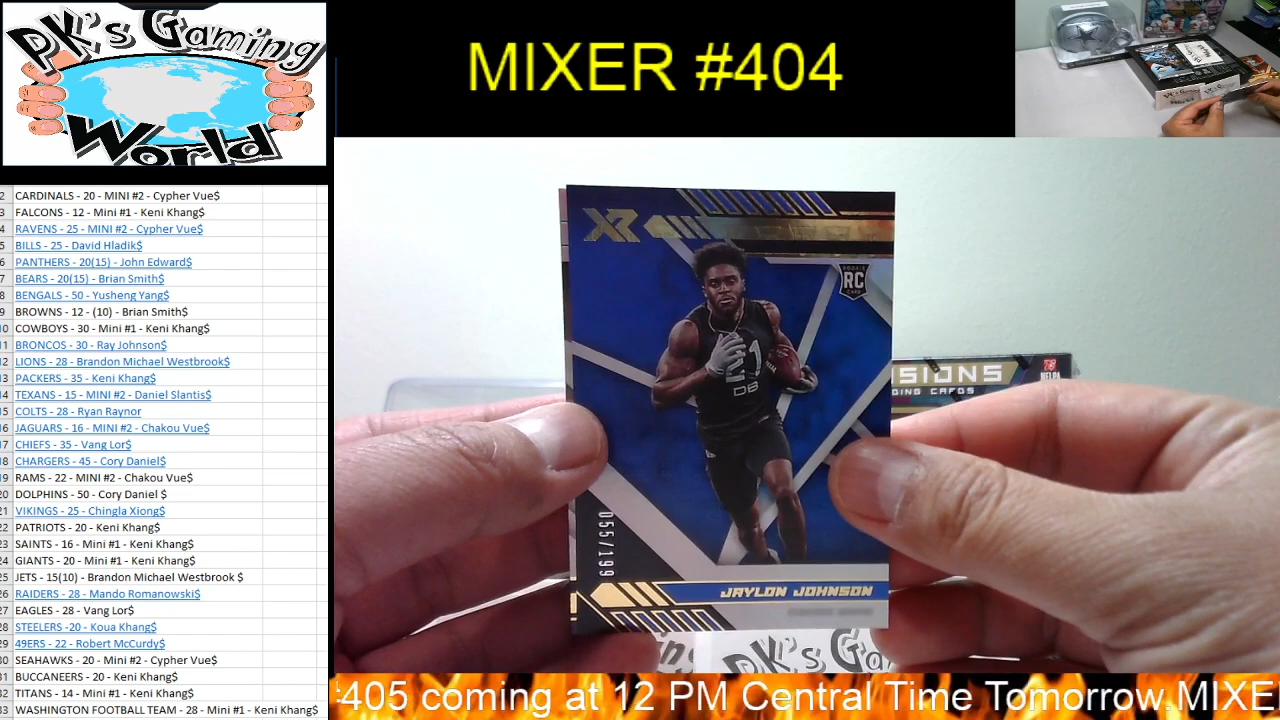 PK's Gaming
World
MIXER #404
2 CARDINALS - 20 - MINI #2 - Cypher Vue$
3 FALCONS - 12 - Mini #1 - Keni Khang$
4 RAVENS - 25 - MINI #2 - Cypher Vue$
5 BILLS - 25 - David Hladik$
6 PANTHERS - 20(15) - John Edward$
7 BEARS - 20(15) - Brian Smith$
8 BENGALS - 50 - Yusheng Yang$
9 BROWNS - 12 - (10) - Brian Smith$
10 COWBOYS - 30 - Mini #1 - Keni Khang$
11 BRONCOS - 30 - Ray Johnson$
12 LIONS - 28 - Brandon Michael Westbrook$
13 PACKERS - 35 - Keni Khang$
14 TEXANS - 15 - MINI #2 - Daniel Slantis$
15 COLTS - 28 - Ryan Raynor
16 JAGUARS - 16 - MINI #2 - Chakou Vue$
17 CHIEFS - 35 - Vang Lor$
18 CHARGERS - 45 - Cory Daniel$
19 RAMS - 22 - MINI #2 - Chakou Vue$
20 DOLPHINS - 50 - Cory Daniel $
21 VIKINGS - 25 - Chingla Xiong$
22 PATRIOTS - 20 - Keni Khang$
23 SAINTS - 16 - Mini #1 - Keni Khang$
24 GIANTS - 20 - Mini #1 - Keni Khang$
25 JETS - 15(10) - Brandon Michael Westbrook $
26 RAIDERS - 28 - Mando Romanowski$
27 EAGLES - 28 - Vang Lor$
28 STEELERS -20 - Koua Khang$
29 49ERS - 22 - Robert McCurdy$
30 SEAHAWKS - 20 - Mini #2 - Cypher Vue$
31 BUCCANEERS - 20 - Keni Khang$
32 TITANS - 14 - Mini #1 - Keni Khang$
33 WASHINGTON FOOTBALL TEAM - 28 - Mini #1 - Keni Khang$
XR
ROOKIE
RC
CARD
21
DB
055/199
JAYLON JOHNSON
SIONS
DING CARDS
NFLPA
PK's Ga
#405 coming at 12 PM Central Time Tomorrow. MIXE